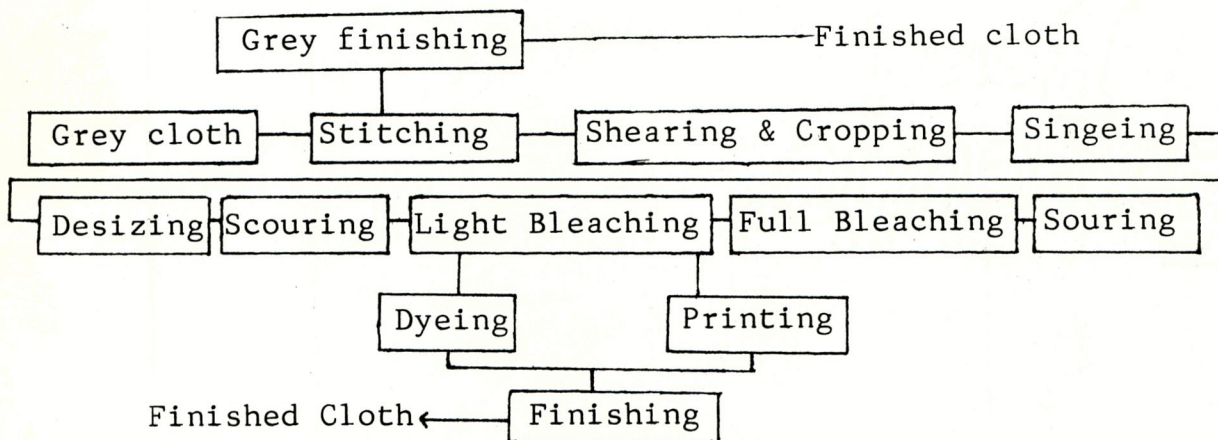 Grey finishing Finished cloth
Grey cloth Stitching Shearing & Cropping Singeing
Desizing Scouring Light Bleaching Full Bleaching Souring
Dyeing Printing
Finished Cloth Finishing